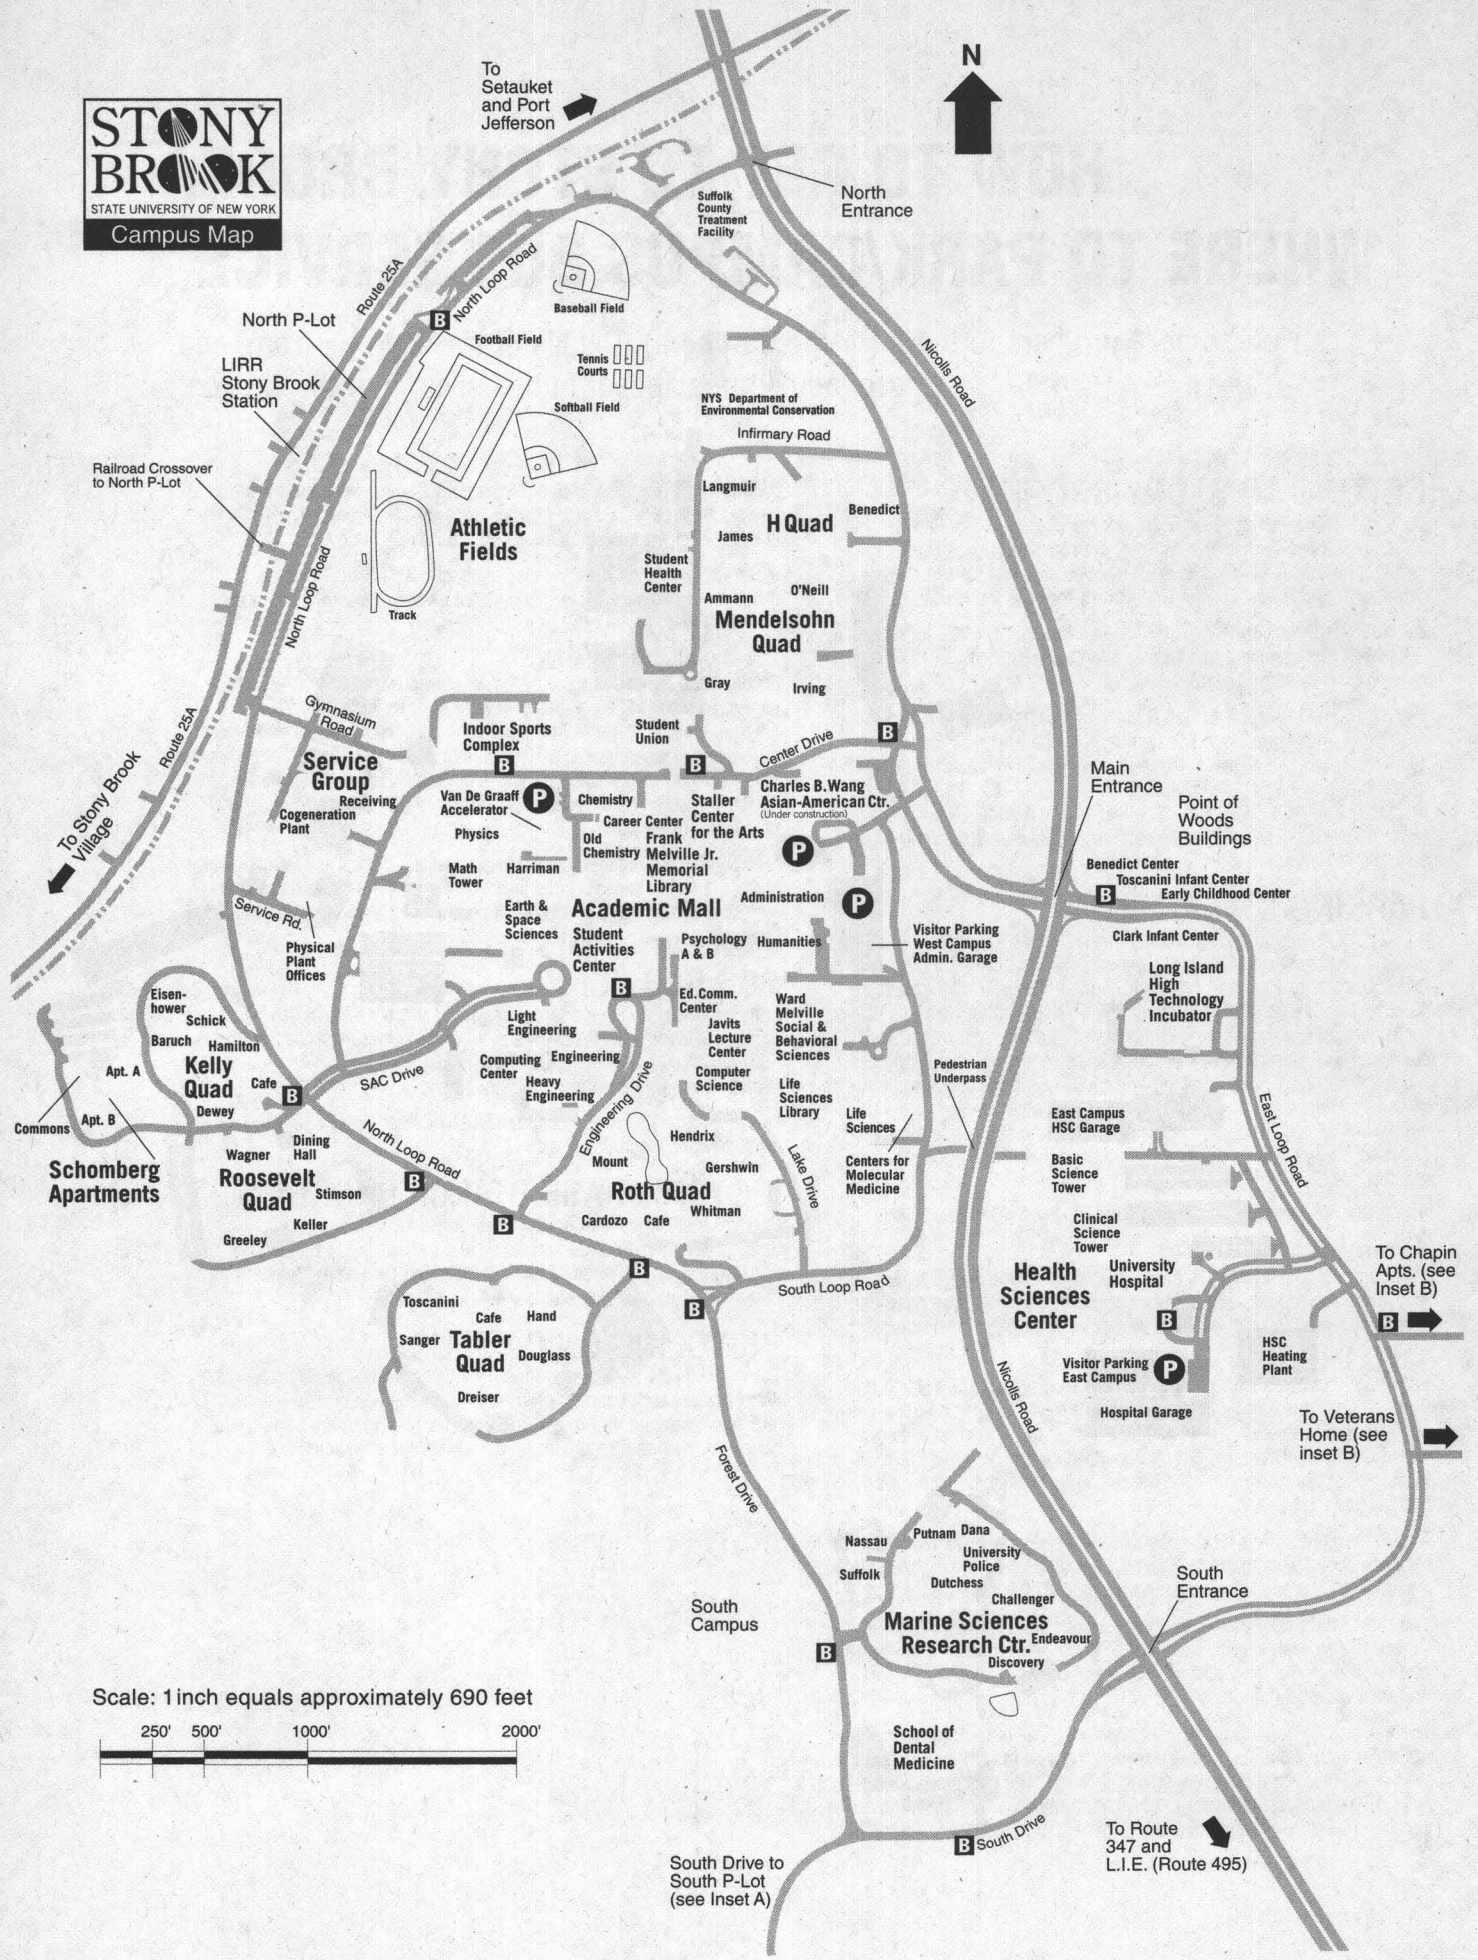 STONY
BROOK
STATE UNIVERSITY OF NEW YORK
Campus Map
To
Setauket
and Port
Jefferson
N
North
Entrance
Suffolk
County
Treatment
Facility
Route 25A
North Loop Road
Baseball Field
North P-Lot
B
Football Field
Tennis
Courts
LIRR
Stony Brook
Station
Softball Field
Nicolls Road
NYS Department of
Environmental Conservation
Infirmary Road
Railroad Crossover
to North P-Lot
Langmuir
Benedict
H Quad
James
Athletic
Fields
Student
Health
Center
North Loop Road
Track
Ammann
O'Neill
Mendelsohn
Quad
Gray
Irving
Gymnasium
Road
Route 25A
Indoor Sports
Complex
B
Student
Union
B
Center Drive
B
Service
Group
Receiving
Cogeneration
Plant
To Stony Brook
Village
Van De Graaff
Accelerator
P
Chemistry
Staller
Center
for the Arts
Charles B.Wang
Asian-American Ctr.
(Under construction)
Main
Entrance
Point of
Woods
Buildings
Physics
Career Center
Old
Chemistry
Frank
Melville Jr.
Memorial
Library
P
Math
Tower
Harriman
Benedict Center
Toscanini Infant Center
Early Childhood Center
B
Administration
P
Earth &
Space
Sciences
Academic Mall
Service Rd.
Physical
Plant
Offices
Student
Activities
Center
Psychology
A & B
Humanities
Visitor Parking
West Campus
Admin. Garage
Clark Infant Center
Long Island
High
Technology
Incubator
B
Eisen-
hower
Schick
Baruch
Hamilton
Kelly
Quad
Cafe
B
Dewey
Apt. A
Apt. B
Commons
Schomberg
Apartments
SAC Drive
Light
Engineering
Computing
Center
Engineering
Heavy
Engineering
Engineering Drive
Ed.Comm.
Center
Javits
Lecture
Center
Computer
Science
Ward
Melville
Social &
Behavioral
Sciences
Life
Sciences
Library
Life
Sciences
Centers for
Molecular
Medicine
Pedestrian
Underpass
East Campus
HSC Garage
East Loop Road
Basic
Science
Tower
Clinical
Science
Tower
University
Hospital
Health
Sciences
Center
B
Visitor Parking
East Campus
P
Hospital Garage
HSC
Heating
Plant
To Chapin
Apts. (see
Inset B)
B
To Veterans
Home (see
inset B)
Dining
Hall
Wagner
Roosevelt
Quad
Stimson
Keller
Greeley
North Loop Road
B
B
Hendrix
Mount
Gershwin
Roth Quad
Whitman
Cardozo
Cafe
Lake Drive
B
B
South Loop Road
Toscanini
Cafe
Hand
Sanger
Tabler
Quad
Douglass
Dreiser
Forest Drive
Nicolls Road
Nassau
Putnam
Dana
University
Police
Suffolk
Dutchess
Challenger
Marine Sciences
Research Ctr.
Endeavour
Discovery
South
Entrance
South
Campus
B
School of
Dental
Medicine
Scale: 1 inch equals approximately 690 feet
250'
500'
1000'
2000'
B
South Drive
South Drive to
South P-Lot
(see Inset A)
To Route
347 and
L.I.E. (Route 495)